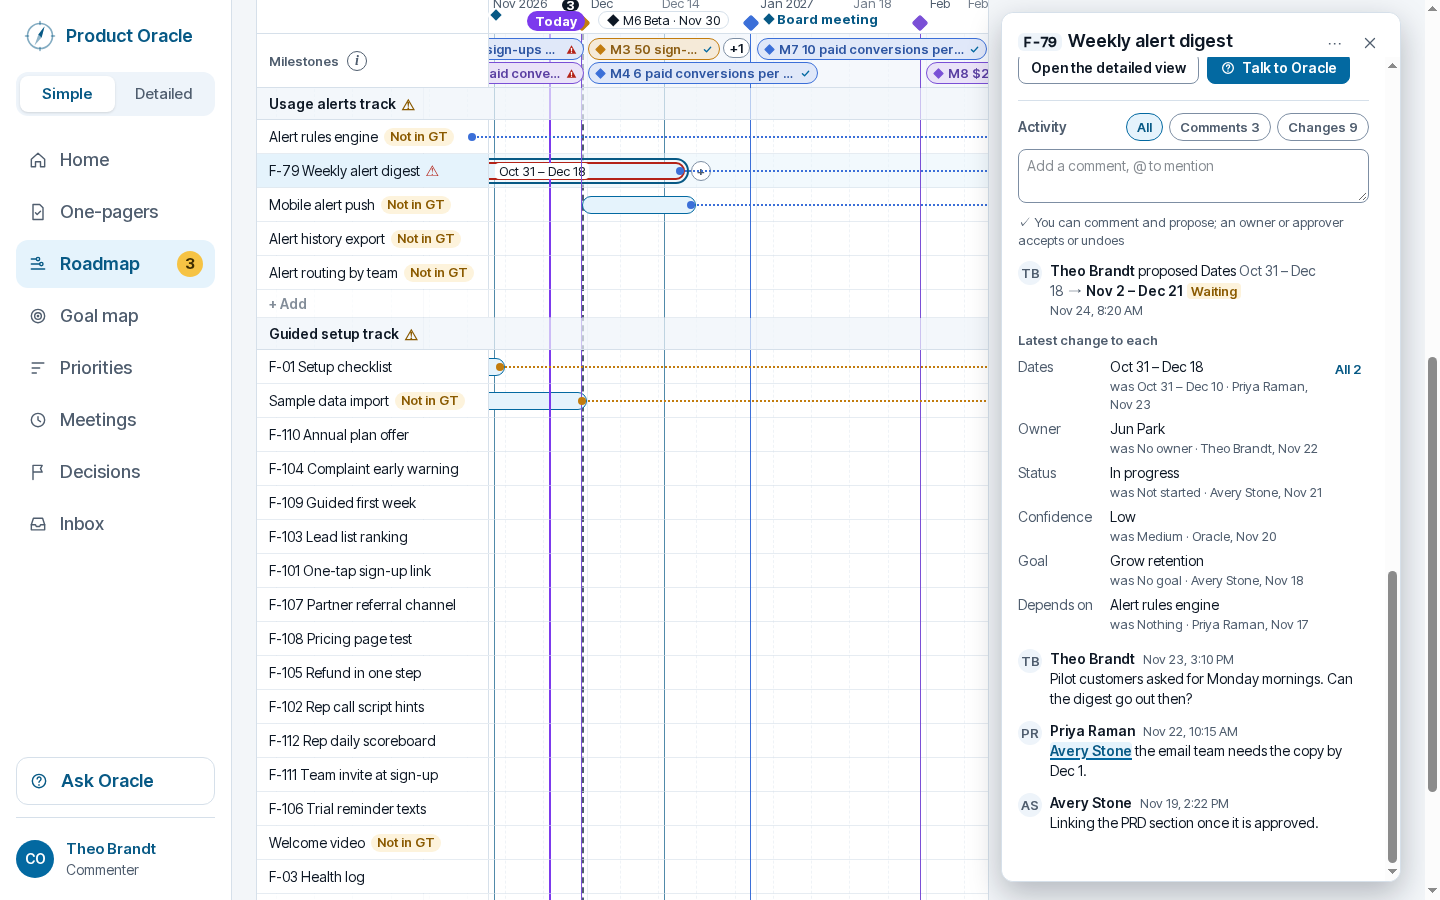 Product Oracle
Simple
Detailed
Home
One-pagers
Roadmap
3
Goal map
Priorities
Meetings
Decisions
Inbox
Ask Oracle
CO
Theo Brandt
Commenter
Nov 2026
3
Dec
Dec 14
Jan 2027
Jan 18
Feb
Feb
Today
M6 Beta · Nov 30
Board meeting
Milestones
i
sign-ups ...
M3 50 sign-...
+1
M7 10 paid conversions per...
aid conve...
M4 6 paid conversions per ...
M8 $2
Usage alerts track
Alert rules engine
Not in GT
F-79 Weekly alert digest
Oct 31 – Dec 18
+
Mobile alert push
Not in GT
Alert history export
Not in GT
Alert routing by team
Not in GT
+ Add
Guided setup track
F-01 Setup checklist
Sample data import
Not in GT
F-110 Annual plan offer
F-104 Complaint early warning
F-109 Guided first week
F-103 Lead list ranking
F-101 One-tap sign-up link
F-107 Partner referral channel
F-108 Pricing page test
F-105 Refund in one step
F-102 Rep call script hints
F-112 Rep daily scoreboard
F-111 Team invite at sign-up
F-106 Trial reminder texts
Welcome video
Not in GT
F-03 Health log
F-79 Weekly alert digest
Open the detailed view
Talk to Oracle
Activity
All
Comments 3
Changes 9
Add a comment, @ to mention
✓ You can comment and propose; an owner or approver
accepts or undoes
TB
Theo Brandt proposed Dates Oct 31 – Dec
18 → Nov 2 – Dec 21 Waiting
Nov 24, 8:20 AM
Latest change to each
Dates
Oct 31 – Dec 18
All 2
was Oct 31 – Dec 10 · Priya Raman,
Nov 23
Owner
Jun Park
was No owner · Theo Brandt, Nov 22
Status
In progress
was Not started · Avery Stone, Nov 21
Confidence
Low
was Medium · Oracle, Nov 20
Goal
Grow retention
was No goal · Avery Stone, Nov 18
Depends on
Alert rules engine
was Nothing · Priya Raman, Nov 17
TB
Theo Brandt Nov 23, 3:10 PM
Pilot customers asked for Monday mornings. Can
the digest go out then?
PR
Priya Raman Nov 22, 10:15 AM
Avery Stone the email team needs the copy by
Dec 1.
AS
Avery Stone Nov 19, 2:22 PM
Linking the PRD section once it is approved.